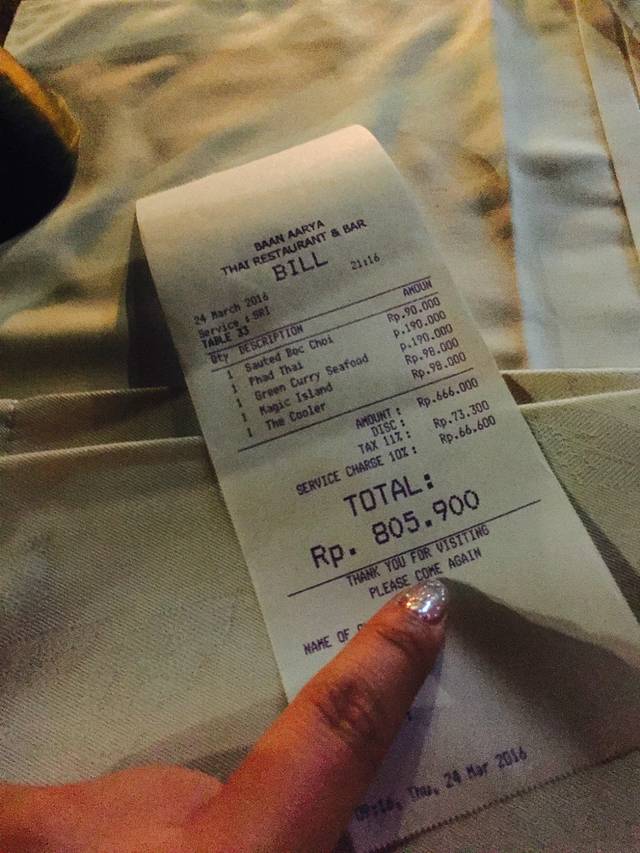 BAAN AARYA
THAI RESTAURANT & BAR
BILL
24 March 2016 21:16
Service : SRI
TABLE 33
Qty DESCRIPTION AMOUN
1 Sauted Boc Choi Rp.90.000
1 Phad Thai p.190.000
1 Green Curry Seafood p.190.000
1 Magic Island Rp.98.000
1 The Cooler Rp.98.000
AMOUNT : Rp.666.000
DISC :
TAX 11% : Rp.73.300
SERVICE CHARGE 10% : Rp.66.600
TOTAL:
Rp. 805.900
THANK YOU FOR VISITING
PLEASE COME AGAIN
NAME OF
09:16, Thu, 24 Mar 2016